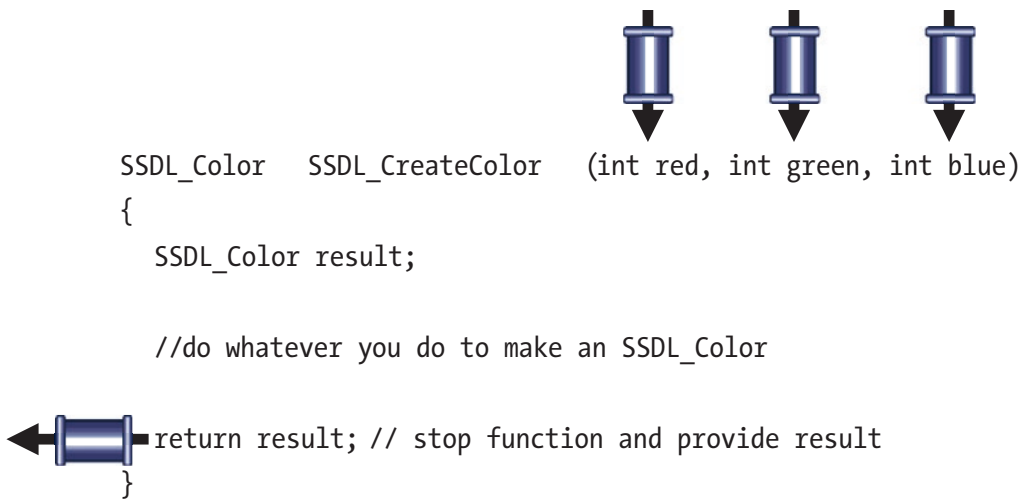 SSDL_Color SSDL_CreateColor (int red, int green, int blue)
{
SSDL_Color result;
//do whatever you do to make an SSDL_Color
return result; // stop function and provide result
}